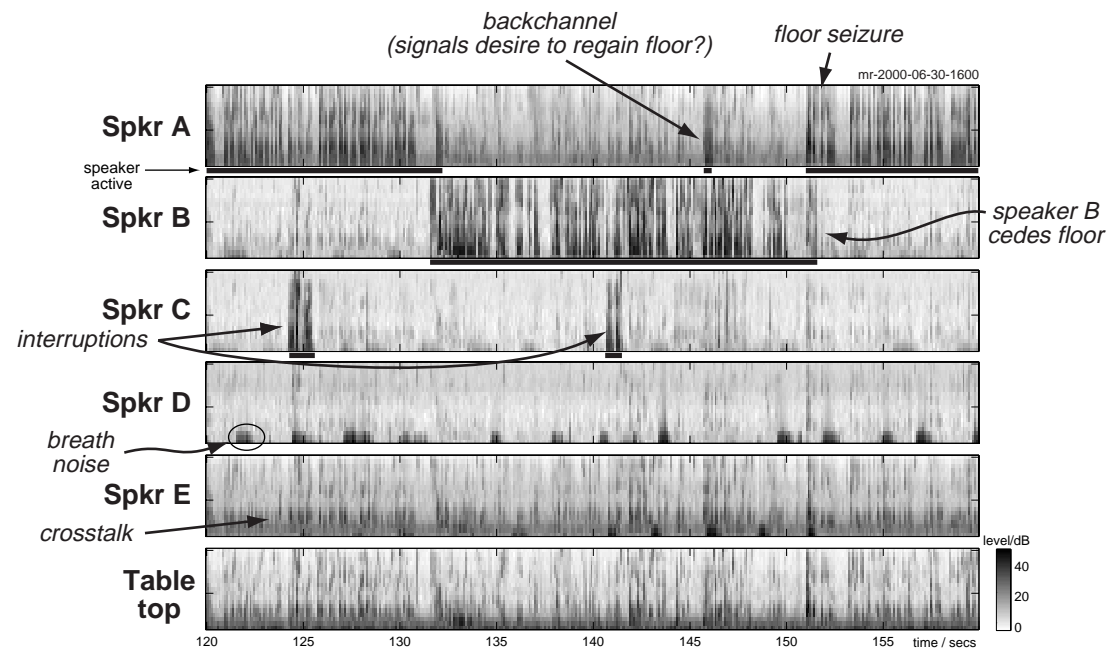 backchannel
(signals desire to regain floor?)
floor seizure
mr-2000-06-30-1600
Spkr A
speaker
active
Spkr B
speaker B
cedes floor
Spkr C
interruptions
Spkr D
breath
noise
Spkr E
crosstalk
level/dB
40
20
0
Table
top
120 125 130 135 140 145 150 155 time / secs